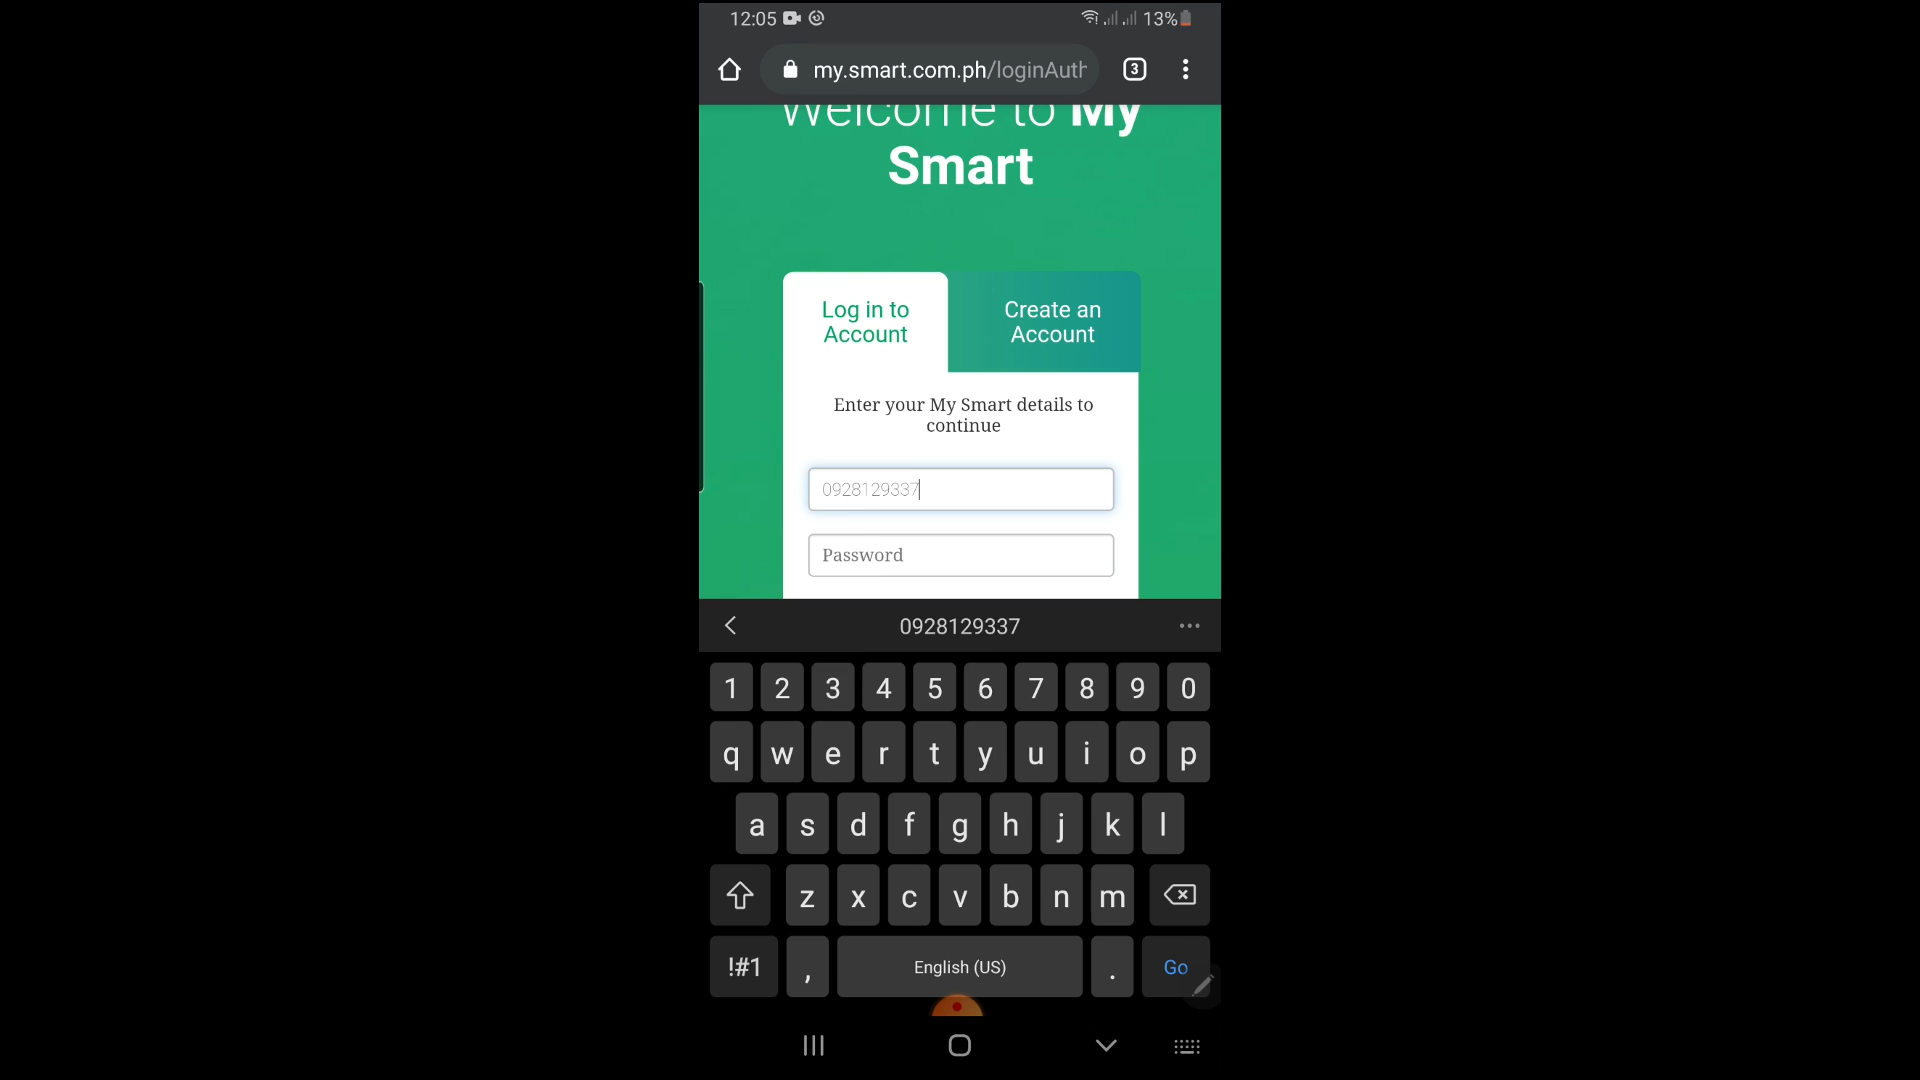 12:05 13%
my.smart.com.ph/loginAuth 3
Welcome to My
Smart
Log in to
Account
Create an
Account
Enter your My Smart details to
continue
0928129337
Password
0928129337
1 2 3 4 5 6 7 8 9 0
q w e r t y u i o p
a s d f g h j k l
z x c v b n m
!#1 , English (US) . Go